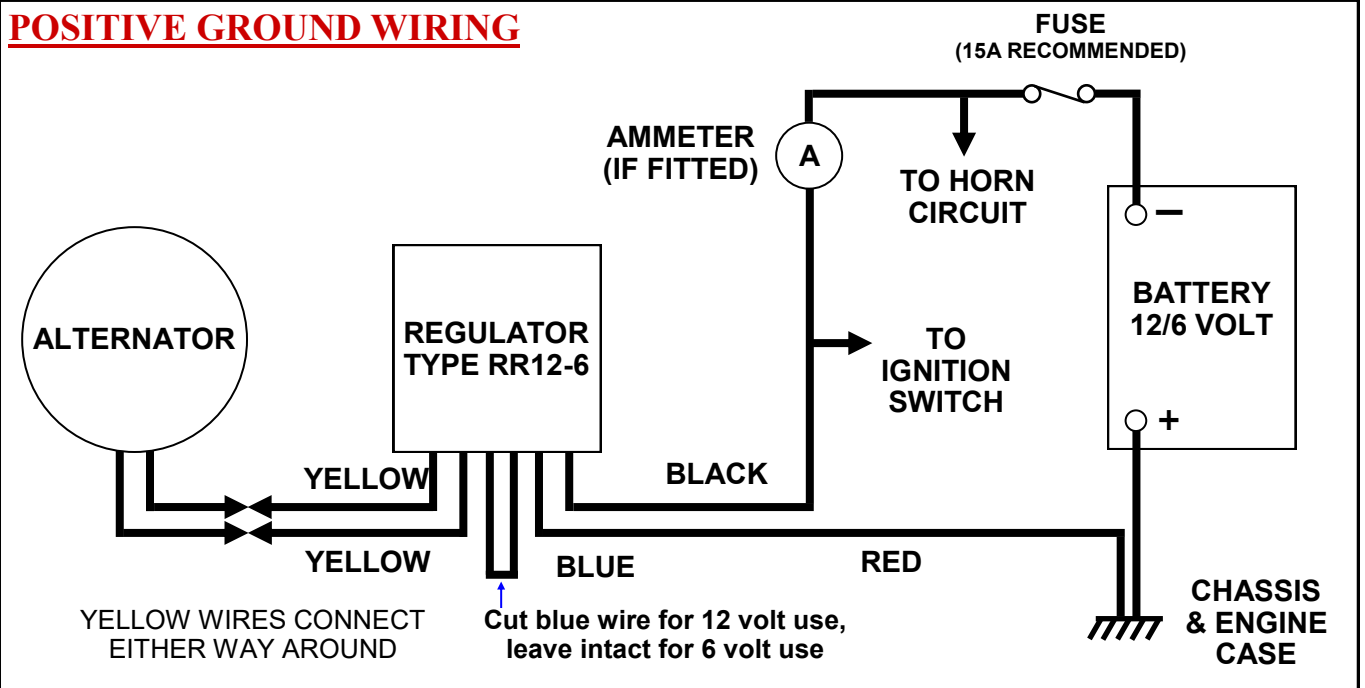 POSITIVE GROUND WIRING
FUSE
(15A RECOMMENDED)
AMMETER
(IF FITTED)
A
TO HORN
CIRCUIT
−
BATTERY
12/6 VOLT
+
ALTERNATOR
REGULATOR
TYPE RR12-6
TO
IGNITION
SWITCH
YELLOW
BLACK
YELLOW
BLUE
RED
YELLOW WIRES CONNECT
EITHER WAY AROUND
Cut blue wire for 12 volt use,
leave intact for 6 volt use
CHASSIS
& ENGINE
CASE